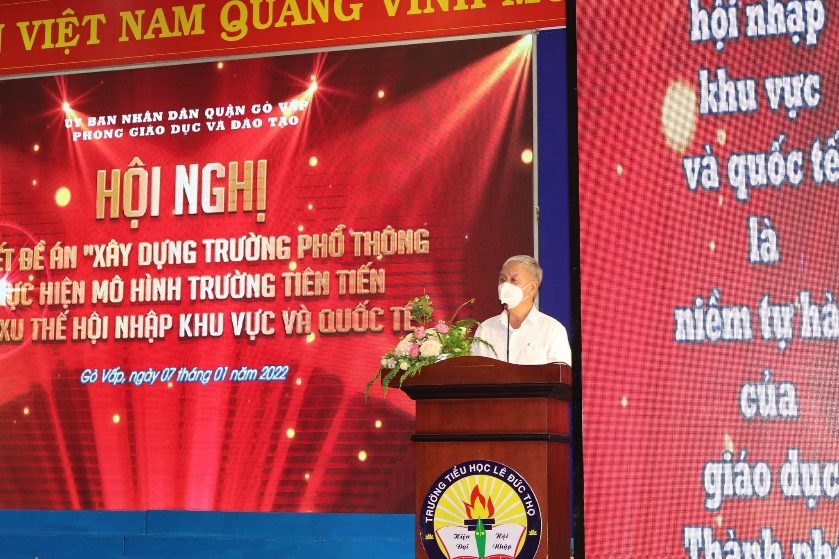 VIỆT NAM QUANG VINH
ỦY BAN NHÂN DÂN QUẬN GÒ VẤP
PHÒNG GIÁO DỤC VÀ ĐÀO TẠO
HỘI NGHỊ
ĐỀ ÁN "XÂY DỰNG TRƯỜNG PHỔ THÔNG
HIỆN MÔ HÌNH TRƯỜNG TIÊN TIẾN
XU THẾ HỘI NHẬP KHU VỰC VÀ QUỐC TẾ
Gò Vấp, ngày 07 tháng 01 năm 2022
TRƯỜNG TIỂU HỌC LÊ ĐỨC THỌ
Hiện Đại
Hội Nhập
hội nhập
khu vực
và quốc tế
là
niềm tự hà
của
giáo dục
Thành ph